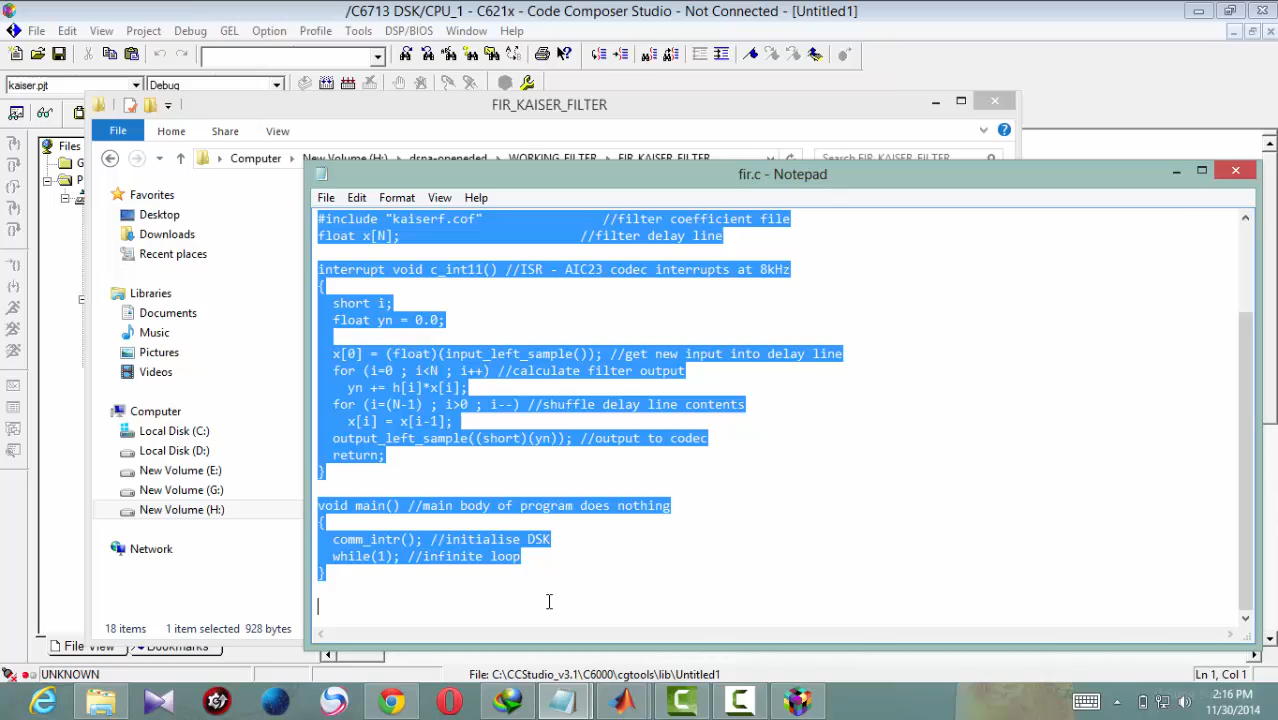 /C6713 DSK/CPU_1 - C621x - Code Composer Studio - Not Connected - [Untitled1]
File Edit View Project Debug GEL Option Profile Tools DSP/BIOS Window Help
kaiser.pjt Debug
FIR_KAISER_FILTER
File Home Share View
Files
Computer New Volume (H:) dspa-openeded WORKING_FILTER FIR_KAISER_FILTER Search FIR_KAISER_FILTER
G
P
Favorites
Desktop
Downloads
Recent places
Libraries
Documents
Music
Pictures
Videos
Computer
Local Disk (C:)
Local Disk (D:)
New Volume (E:)
New Volume (G:)
New Volume (H:)
Network
18 items 1 item selected 928 bytes
File View Bookmarks
fir.c - Notepad
File Edit Format View Help
#include "kaiserf.cof" //filter coefficient file
float x[N]; //filter delay line
interrupt void c_int11() //ISR - AIC23 codec interrupts at 8kHz
{
short i;
float yn = 0.0;
x[0] = (float)(input_left_sample()); //get new input into delay line
for (i=0 ; i<N ; i++) //calculate filter output
yn += h[i]*x[i];
for (i=(N-1) ; i>0 ; i--) //shuffle delay line contents
x[i] = x[i-1];
output_left_sample((short)(yn)); //output to codec
return;
}
void main() //main body of program does nothing
{
comm_intr(); //initialise DSK
while(1); //infinite loop
}
UNKNOWN File: C:\CCStudio_v3.1\C6000\cgtools\lib\Untitled1 Ln 1, Col 1
2:16 PM
11/30/2014